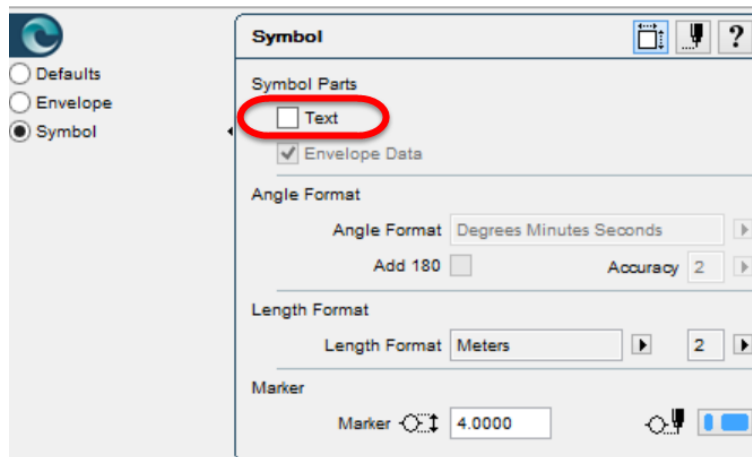 Symbol
?
Defaults
Envelope
Symbol
Symbol Parts
Text
Envelope Data
Angle Format
Angle Format Degrees Minutes Seconds
Add 180 Accuracy 2
Length Format
Length Format Meters 2
Marker
Marker 4.0000